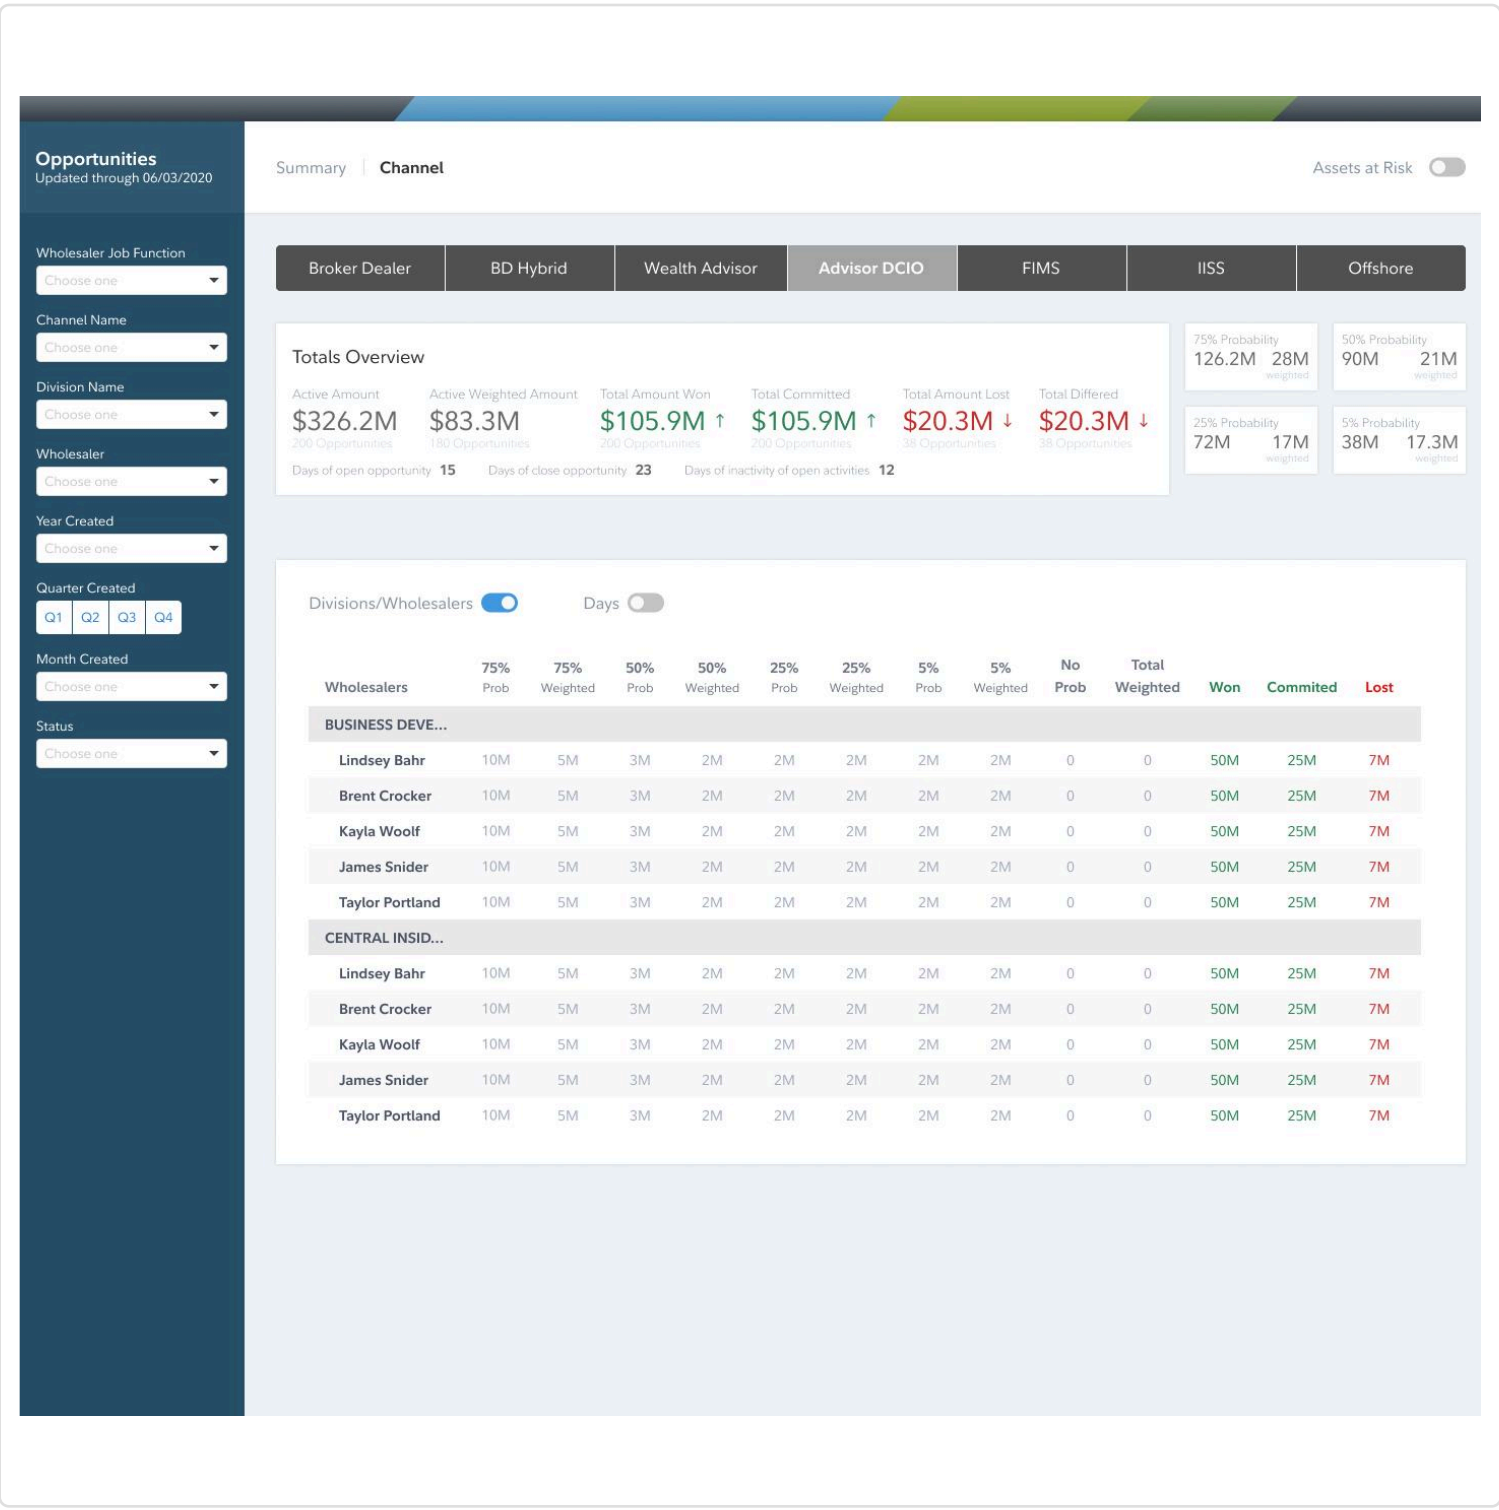 Opportunities
Updated through 06/03/2020
Summary Channel
Assets at Risk
Wholesaler Job Function
Choose one
Channel Name
Choose one
Division Name
Choose one
Wholesaler
Choose one
Year Created
Choose one
Quarter Created
Q1 Q2 Q3 Q4
Month Created
Choose one
Status
Choose one
Broker Dealer BD Hybrid Wealth Advisor Advisor DCIO FIMS IISS Offshore
Totals Overview
Active Amount Active Weighted Amount Total Amount Won Total Committed Total Amount Lost Total Differed
$326.2M $83.3M $105.9M ↑ $105.9M ↑ $20.3M ↓ $20.3M ↓
200 Opportunities 180 Opportunities 200 Opportunities 200 Opportunities 38 Opportunities 38 Opportunities
Days of open opportunity 15 Days of close opportunity 23 Days of inactivity of open activities 12
75% Probability
126.2M 28M
weighted
50% Probability
90M 21M
weighted
25% Probability
72M 17M
weighted
5% Probability
38M 17.3M
weighted
Divisions/Wholesalers Days
75% 75% 50% 50% 25% 25% 5% 5% No Total
Wholesalers Prob Weighted Prob Weighted Prob Weighted Prob Weighted Prob Weighted Won Commited Lost
BUSINESS DEVE...
Lindsey Bahr 10M 5M 3M 2M 2M 2M 2M 2M 0 0 50M 25M 7M
Brent Crocker 10M 5M 3M 2M 2M 2M 2M 2M 0 0 50M 25M 7M
Kayla Woolf 10M 5M 3M 2M 2M 2M 2M 2M 0 0 50M 25M 7M
James Snider 10M 5M 3M 2M 2M 2M 2M 2M 0 0 50M 25M 7M
Taylor Portland 10M 5M 3M 2M 2M 2M 2M 2M 0 0 50M 25M 7M
CENTRAL INSID...
Lindsey Bahr 10M 5M 3M 2M 2M 2M 2M 2M 0 0 50M 25M 7M
Brent Crocker 10M 5M 3M 2M 2M 2M 2M 2M 0 0 50M 25M 7M
Kayla Woolf 10M 5M 3M 2M 2M 2M 2M 2M 0 0 50M 25M 7M
James Snider 10M 5M 3M 2M 2M 2M 2M 2M 0 0 50M 25M 7M
Taylor Portland 10M 5M 3M 2M 2M 2M 2M 2M 0 0 50M 25M 7M